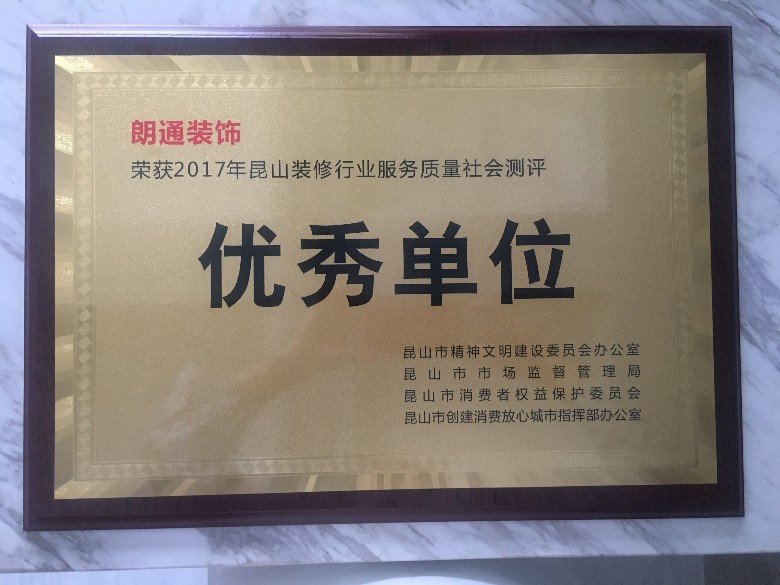 朗通装饰
荣获2017年昆山装修行业服务质量社会测评
优秀单位
昆山市精神文明建设委员会办公室
昆山市市场监督管理局
昆山市消费者权益保护委员会
昆山市创建消费放心城市指挥部办公室